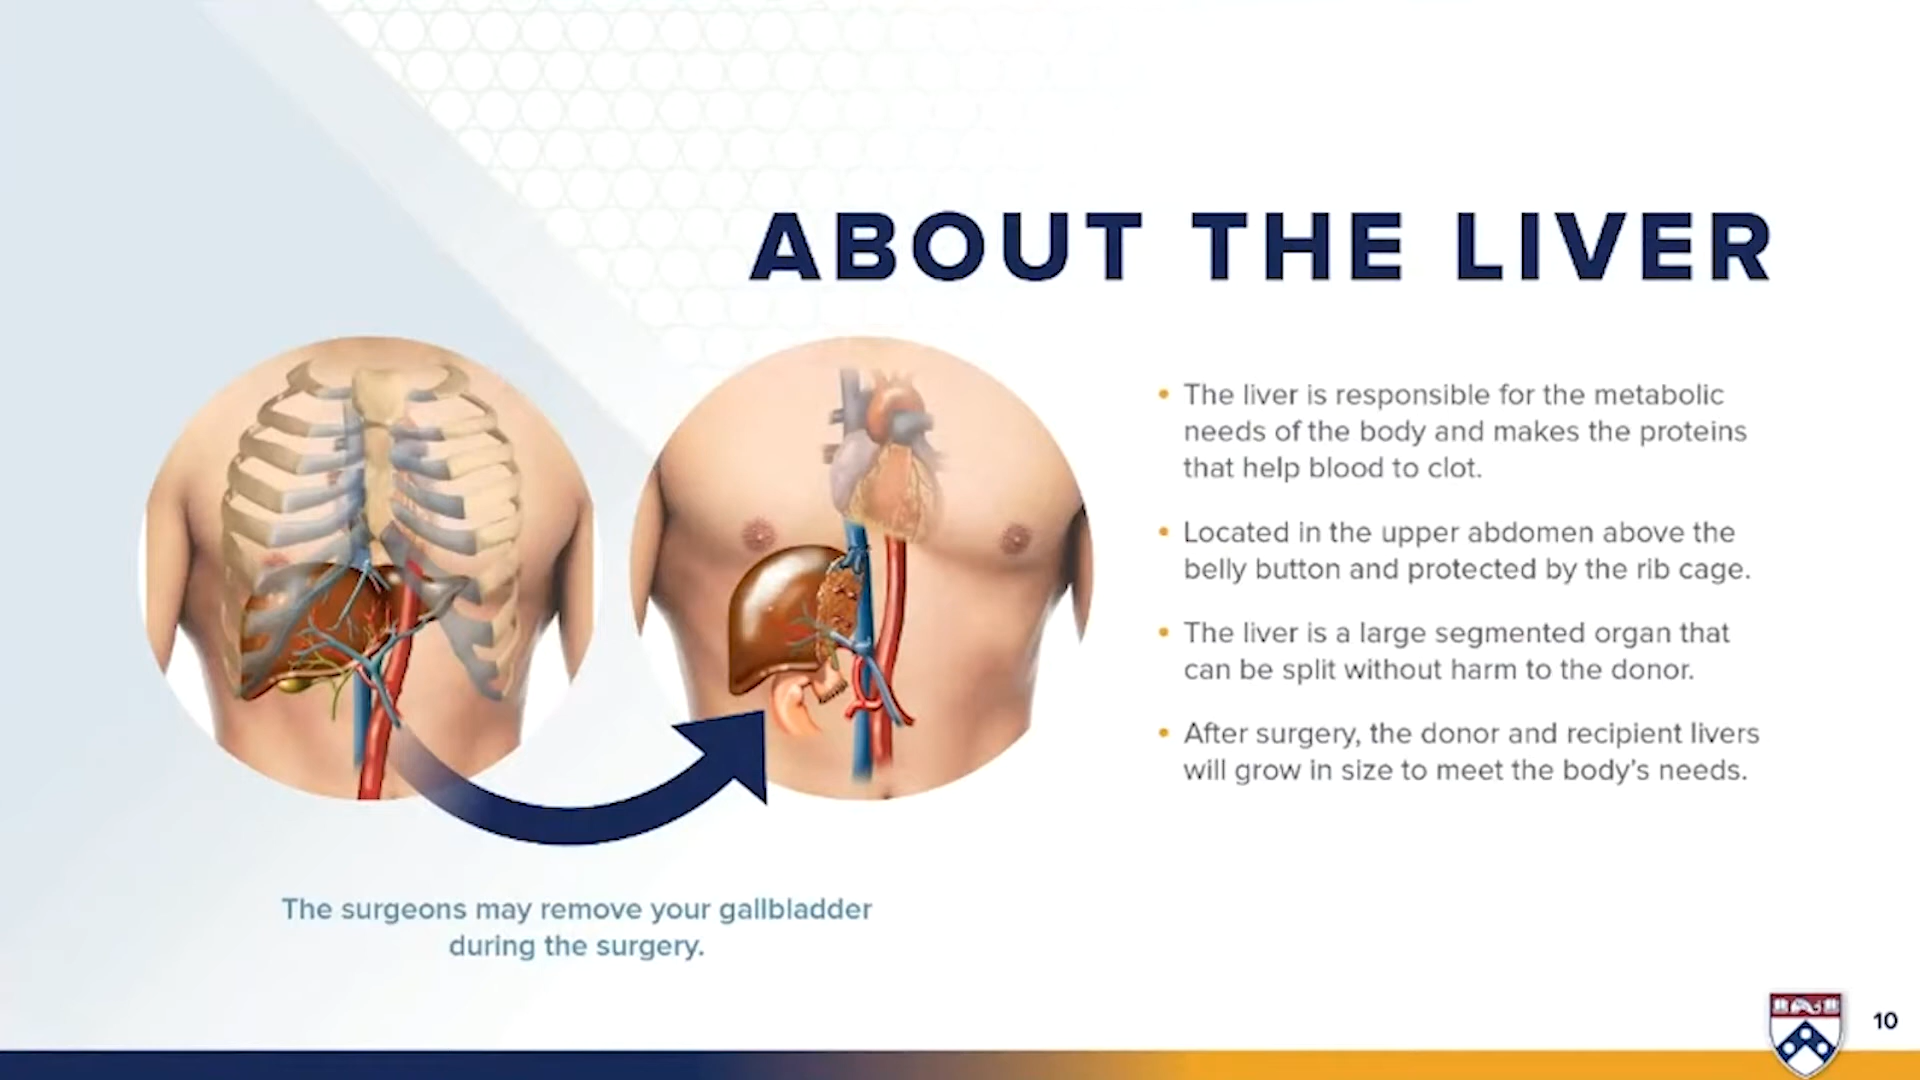 ABOUT THE LIVER
• The liver is responsible for the metabolic
needs of the body and makes the proteins
that help blood to clot.
• Located in the upper abdomen above the
belly button and protected by the rib cage.
• The liver is a large segmented organ that
can be split without harm to the donor.
• After surgery, the donor and recipient livers
will grow in size to meet the body's needs.
The surgeons may remove your gallbladder
during the surgery.
10